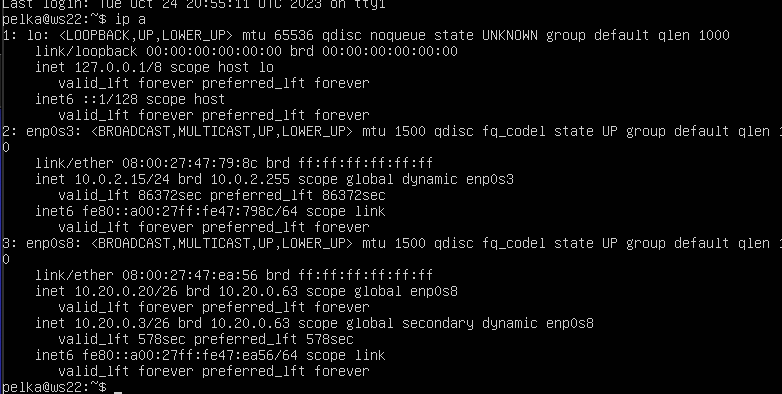 Last login: Tue Oct 24 20:55:11 UTC 2023 on tty1
pelka@ws22:~$ ip a
1: lo: <LOOPBACK,UP,LOWER_UP> mtu 65536 qdisc noqueue state UNKNOWN group default qlen 1000
    link/loopback 00:00:00:00:00:00 brd 00:00:00:00:00:00
    inet 127.0.0.1/8 scope host lo
       valid_lft forever preferred_lft forever
    inet6 ::1/128 scope host
       valid_lft forever preferred_lft forever
2: enp0s3: <BROADCAST,MULTICAST,UP,LOWER_UP> mtu 1500 qdisc fq_codel state UP group default qlen 1
0
    link/ether 08:00:27:47:79:8c brd ff:ff:ff:ff:ff:ff
    inet 10.0.2.15/24 brd 10.0.2.255 scope global dynamic enp0s3
       valid_lft 86372sec preferred_lft 86372sec
    inet6 fe80::a00:27ff:fe47:798c/64 scope link
       valid_lft forever preferred_lft forever
3: enp0s8: <BROADCAST,MULTICAST,UP,LOWER_UP> mtu 1500 qdisc fq_codel state UP group default qlen 1
0
    link/ether 08:00:27:47:ea:56 brd ff:ff:ff:ff:ff:ff
    inet 10.20.0.20/26 brd 10.20.0.63 scope global enp0s8
       valid_lft forever preferred_lft forever
    inet 10.20.0.3/26 brd 10.20.0.63 scope global secondary dynamic enp0s8
       valid_lft 578sec preferred_lft 578sec
    inet6 fe80::a00:27ff:fe47:ea56/64 scope link
       valid_lft forever preferred_lft forever
pelka@ws22:~$ _